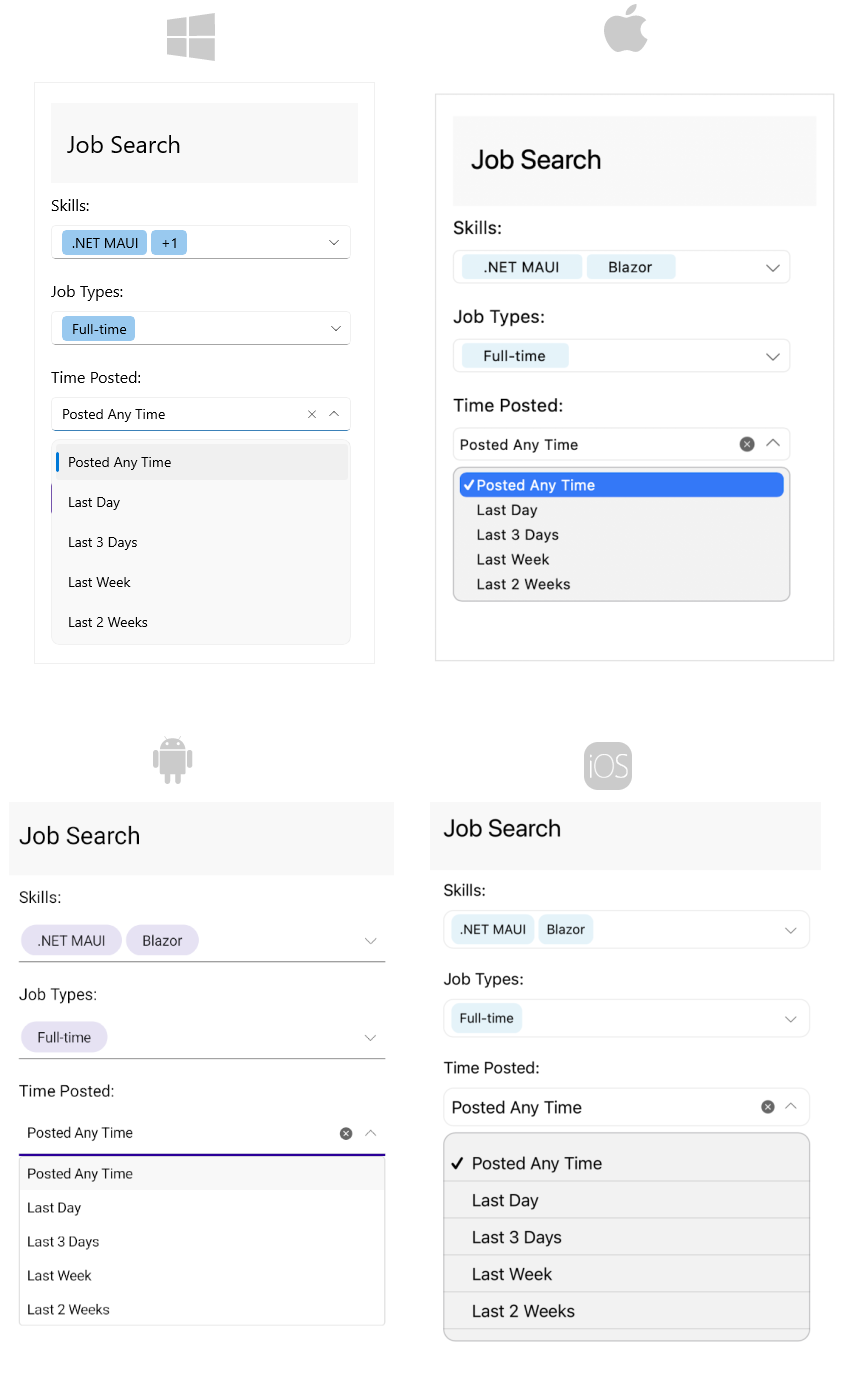 Job Search
Skills:
.NET MAUI +1
Job Types:
Full-time
Time Posted:
Posted Any Time
Posted Any Time
Last Day
Last 3 Days
Last Week
Last 2 Weeks
Job Search
Skills:
.NET MAUI Blazor
Job Types:
Full-time
Time Posted:
Posted Any Time
Posted Any Time
Last Day
Last 3 Days
Last Week
Last 2 Weeks
Job Search
Skills:
.NET MAUI Blazor
Job Types:
Full-time
Time Posted:
Posted Any Time
Posted Any Time
Last Day
Last 3 Days
Last Week
Last 2 Weeks
iOS
Job Search
Skills:
.NET MAUI Blazor
Job Types:
Full-time
Time Posted:
Posted Any Time
Posted Any Time
Last Day
Last 3 Days
Last Week
Last 2 Weeks